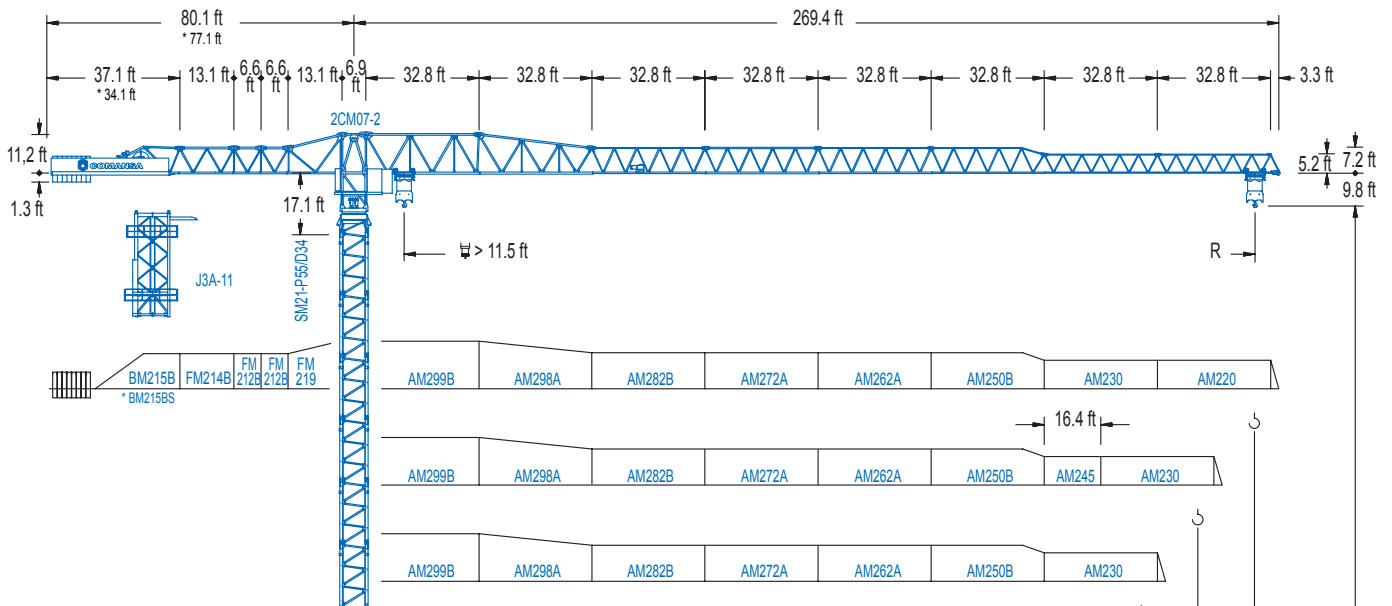 80.1 ft
* 77.1 ft
269.4 ft
37.1 ft
* 34.1 ft
13.1 ft
6.6 ft
6.6 ft
13.1 ft
6.9 ft
32.8 ft
32.8 ft
32.8 ft
32.8 ft
32.8 ft
32.8 ft
32.8 ft
32.8 ft
3.3 ft
2CM07-2
COMANSA
11,2 ft
1.3 ft
17.1 ft
5.2 ft
7.2 ft
9.8 ft
> 11.5 ft
R
J3A-11
SM21-P55/D34
BM215B
* BM215BS
FM214B
FM 212B
FM 212B
FM 219
AM299B
AM298A
AM282B
AM272A
AM262A
AM250B
AM230
AM220
16.4 ft
AM299B
AM298A
AM282B
AM272A
AM262A
AM250B
AM245
AM230
AM299B
AM298A
AM282B
AM272A
AM262A
AM250B
AM230